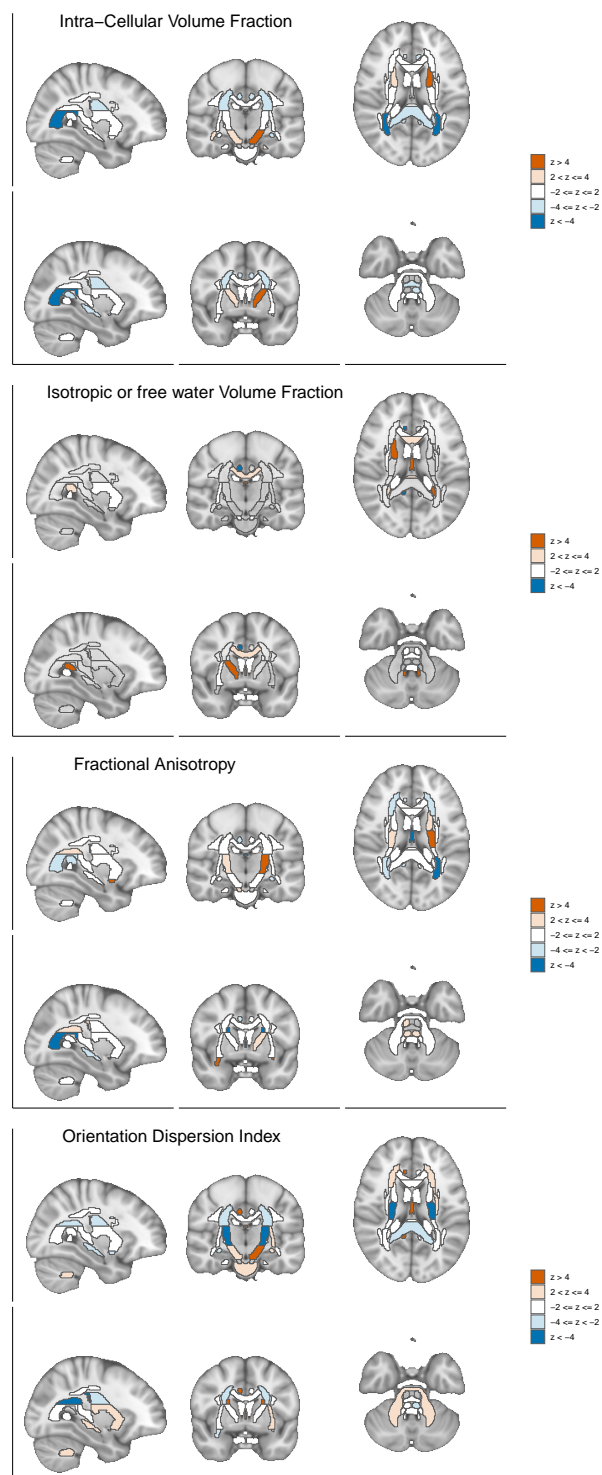 Intra−Cellular Volume Fraction
z > 4
2 < z <= 4
−2 <= z <= 2
−4 <= z < −2
z < −4
Isotropic or free water Volume Fraction
z > 4
2 < z <= 4
−2 <= z <= 2
z < −4
Fractional Anisotropy
z > 4
2 < z <= 4
−2 <= z <= 2
−4 <= z < −2
z < −4
Orientation Dispersion Index
z > 4
2 < z <= 4
−2 <= z <= 2
−4 <= z < −2
z < −4